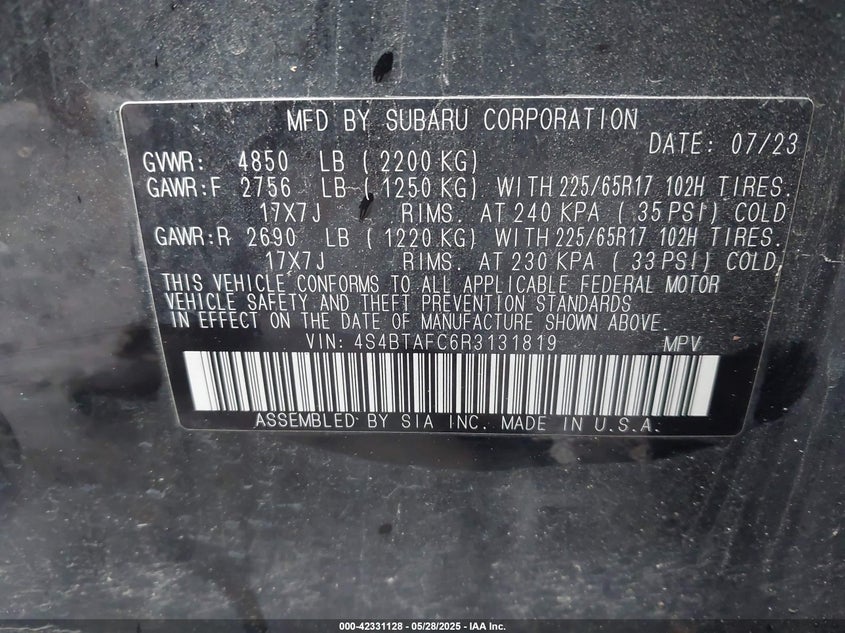 MFD BY SUBARU CORPORATION
DATE: 07/23
GVWR: 4850 LB ( 2200 KG)
GAWR:F 2756 LB ( 1250 KG) WITH 225/65R17 102H TIRES.
17X7J RIMS. AT 240 KPA ( 35 PSI) COLD
GAWR:R 2690 LB ( 1220 KG) WITH 225/65R17 102H TIRES.
17X7J RIMS. AT 230 KPA ( 33 PSI) COLD
THIS VEHICLE CONFORMS TO ALL APPLICABLE FEDERAL MOTOR
VEHICLE SAFETY AND THEFT PREVENTION STANDARDS
IN EFFECT ON THE DATE OF MANUFACTURE SHOWN ABOVE.
VIN: 4S4BTAFC6R3131819 MPV
ASSEMBLED BY SIA INC. MADE IN U.S.A.
000-42331128 - 05/28/2025 - IAA Inc.